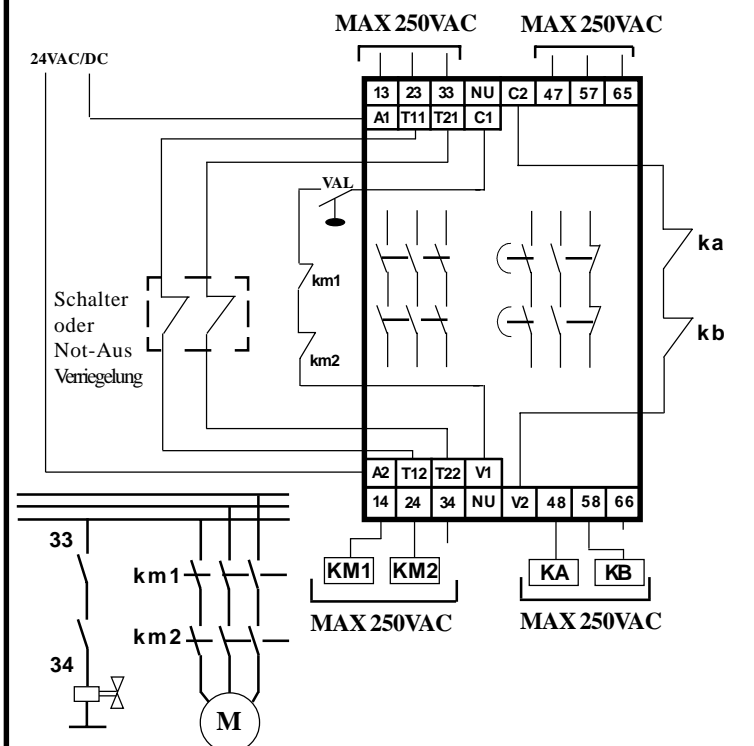 MAX 250VAC MAX 250VAC
24VAC/DC
13 23 33 NU C2 47 57 65
A1 T11 T21 C1
VAL
ka
km1
Schalter
oder
Not-Aus
Verriegelung
kb
km2
A2 T12 T22 V1
14 24 34 NU V2 48 58 66
33
km1
KM1 KM2 KA KB
MAX 250VAC MAX 250VAC
km2
34
M